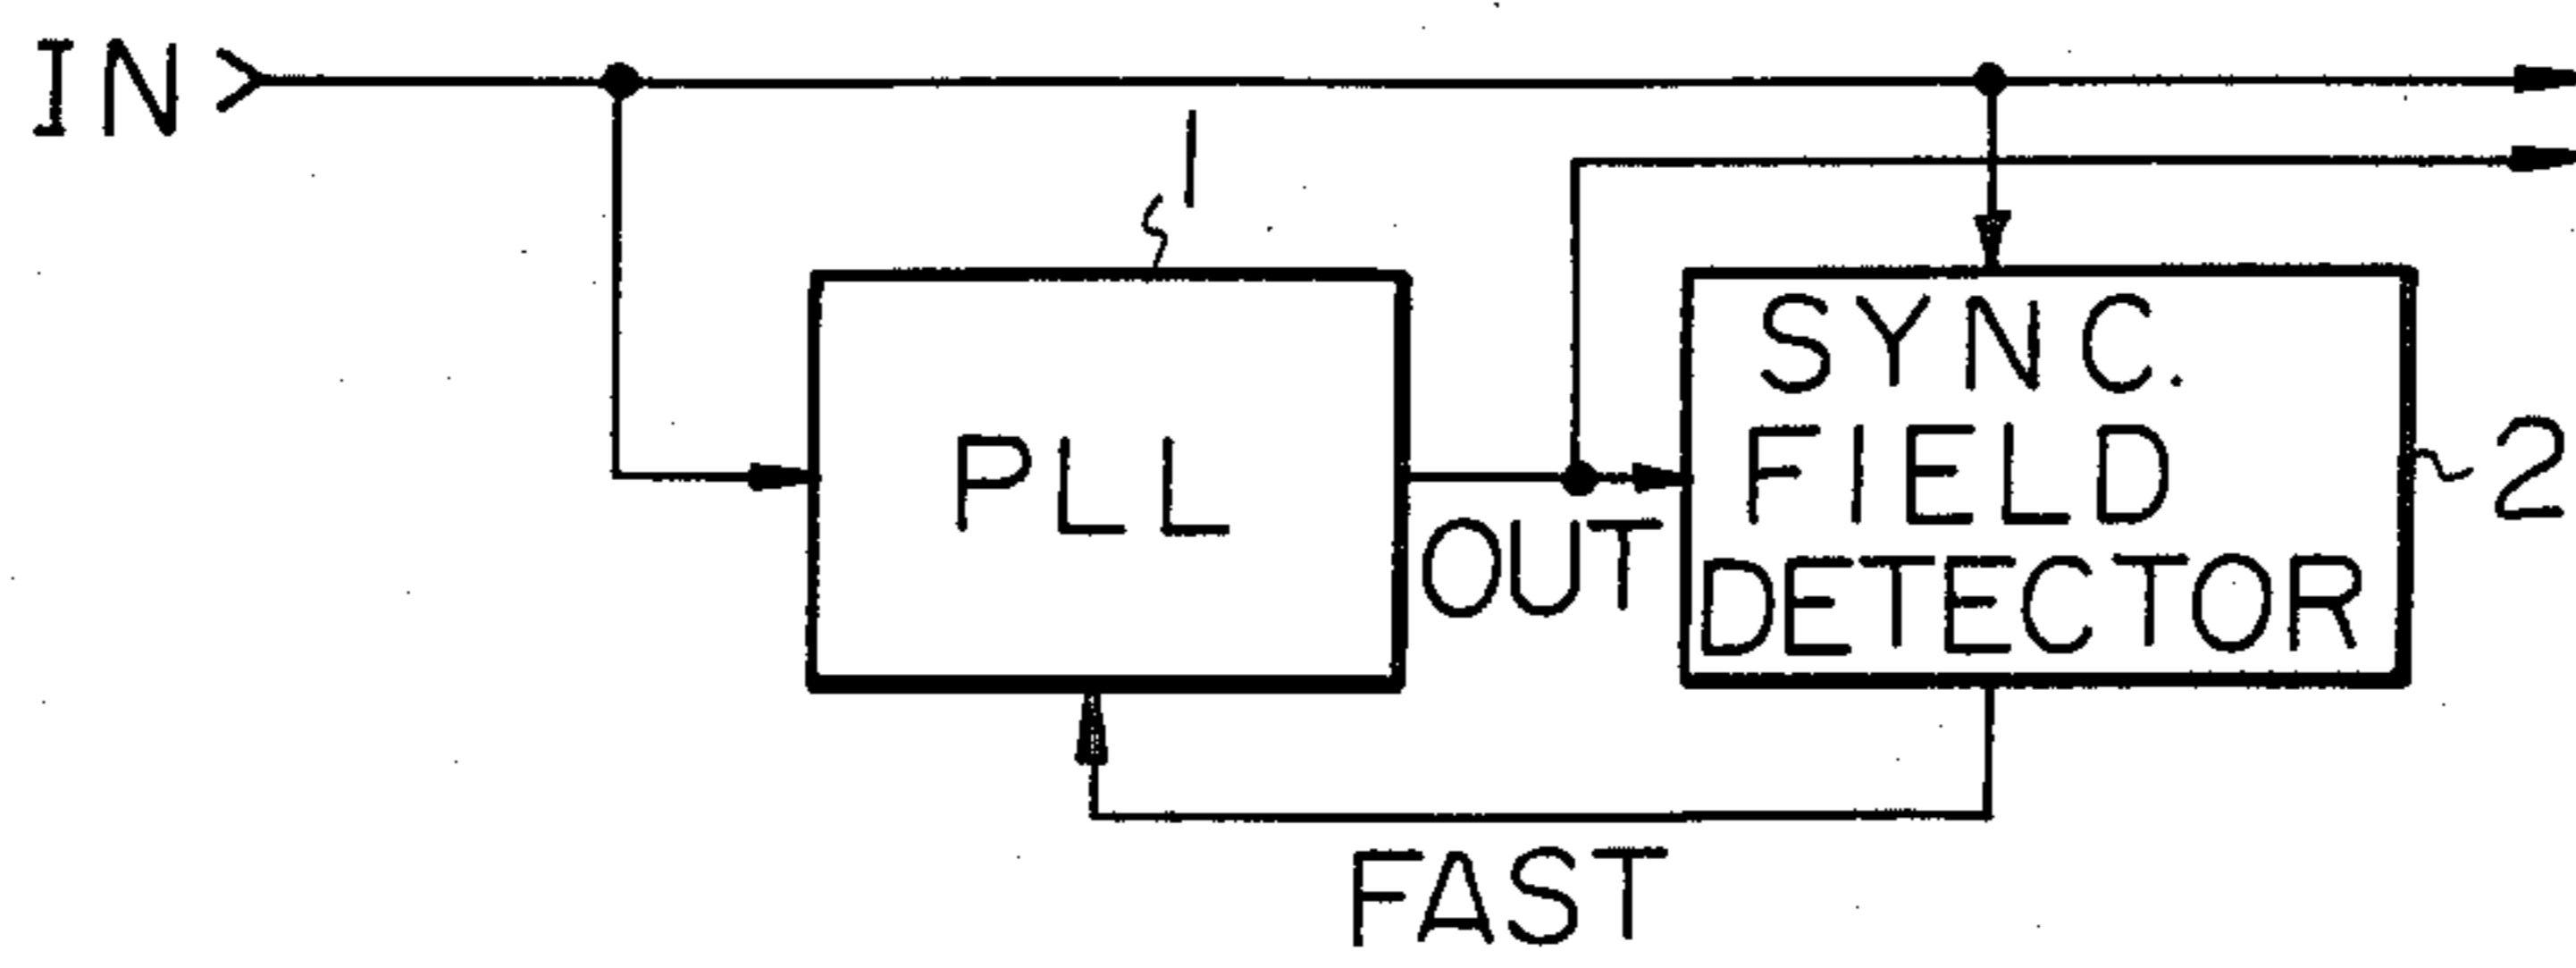 IN
1
PLL
OUT
SYNC.
FIELD
DETECTOR
2
FAST